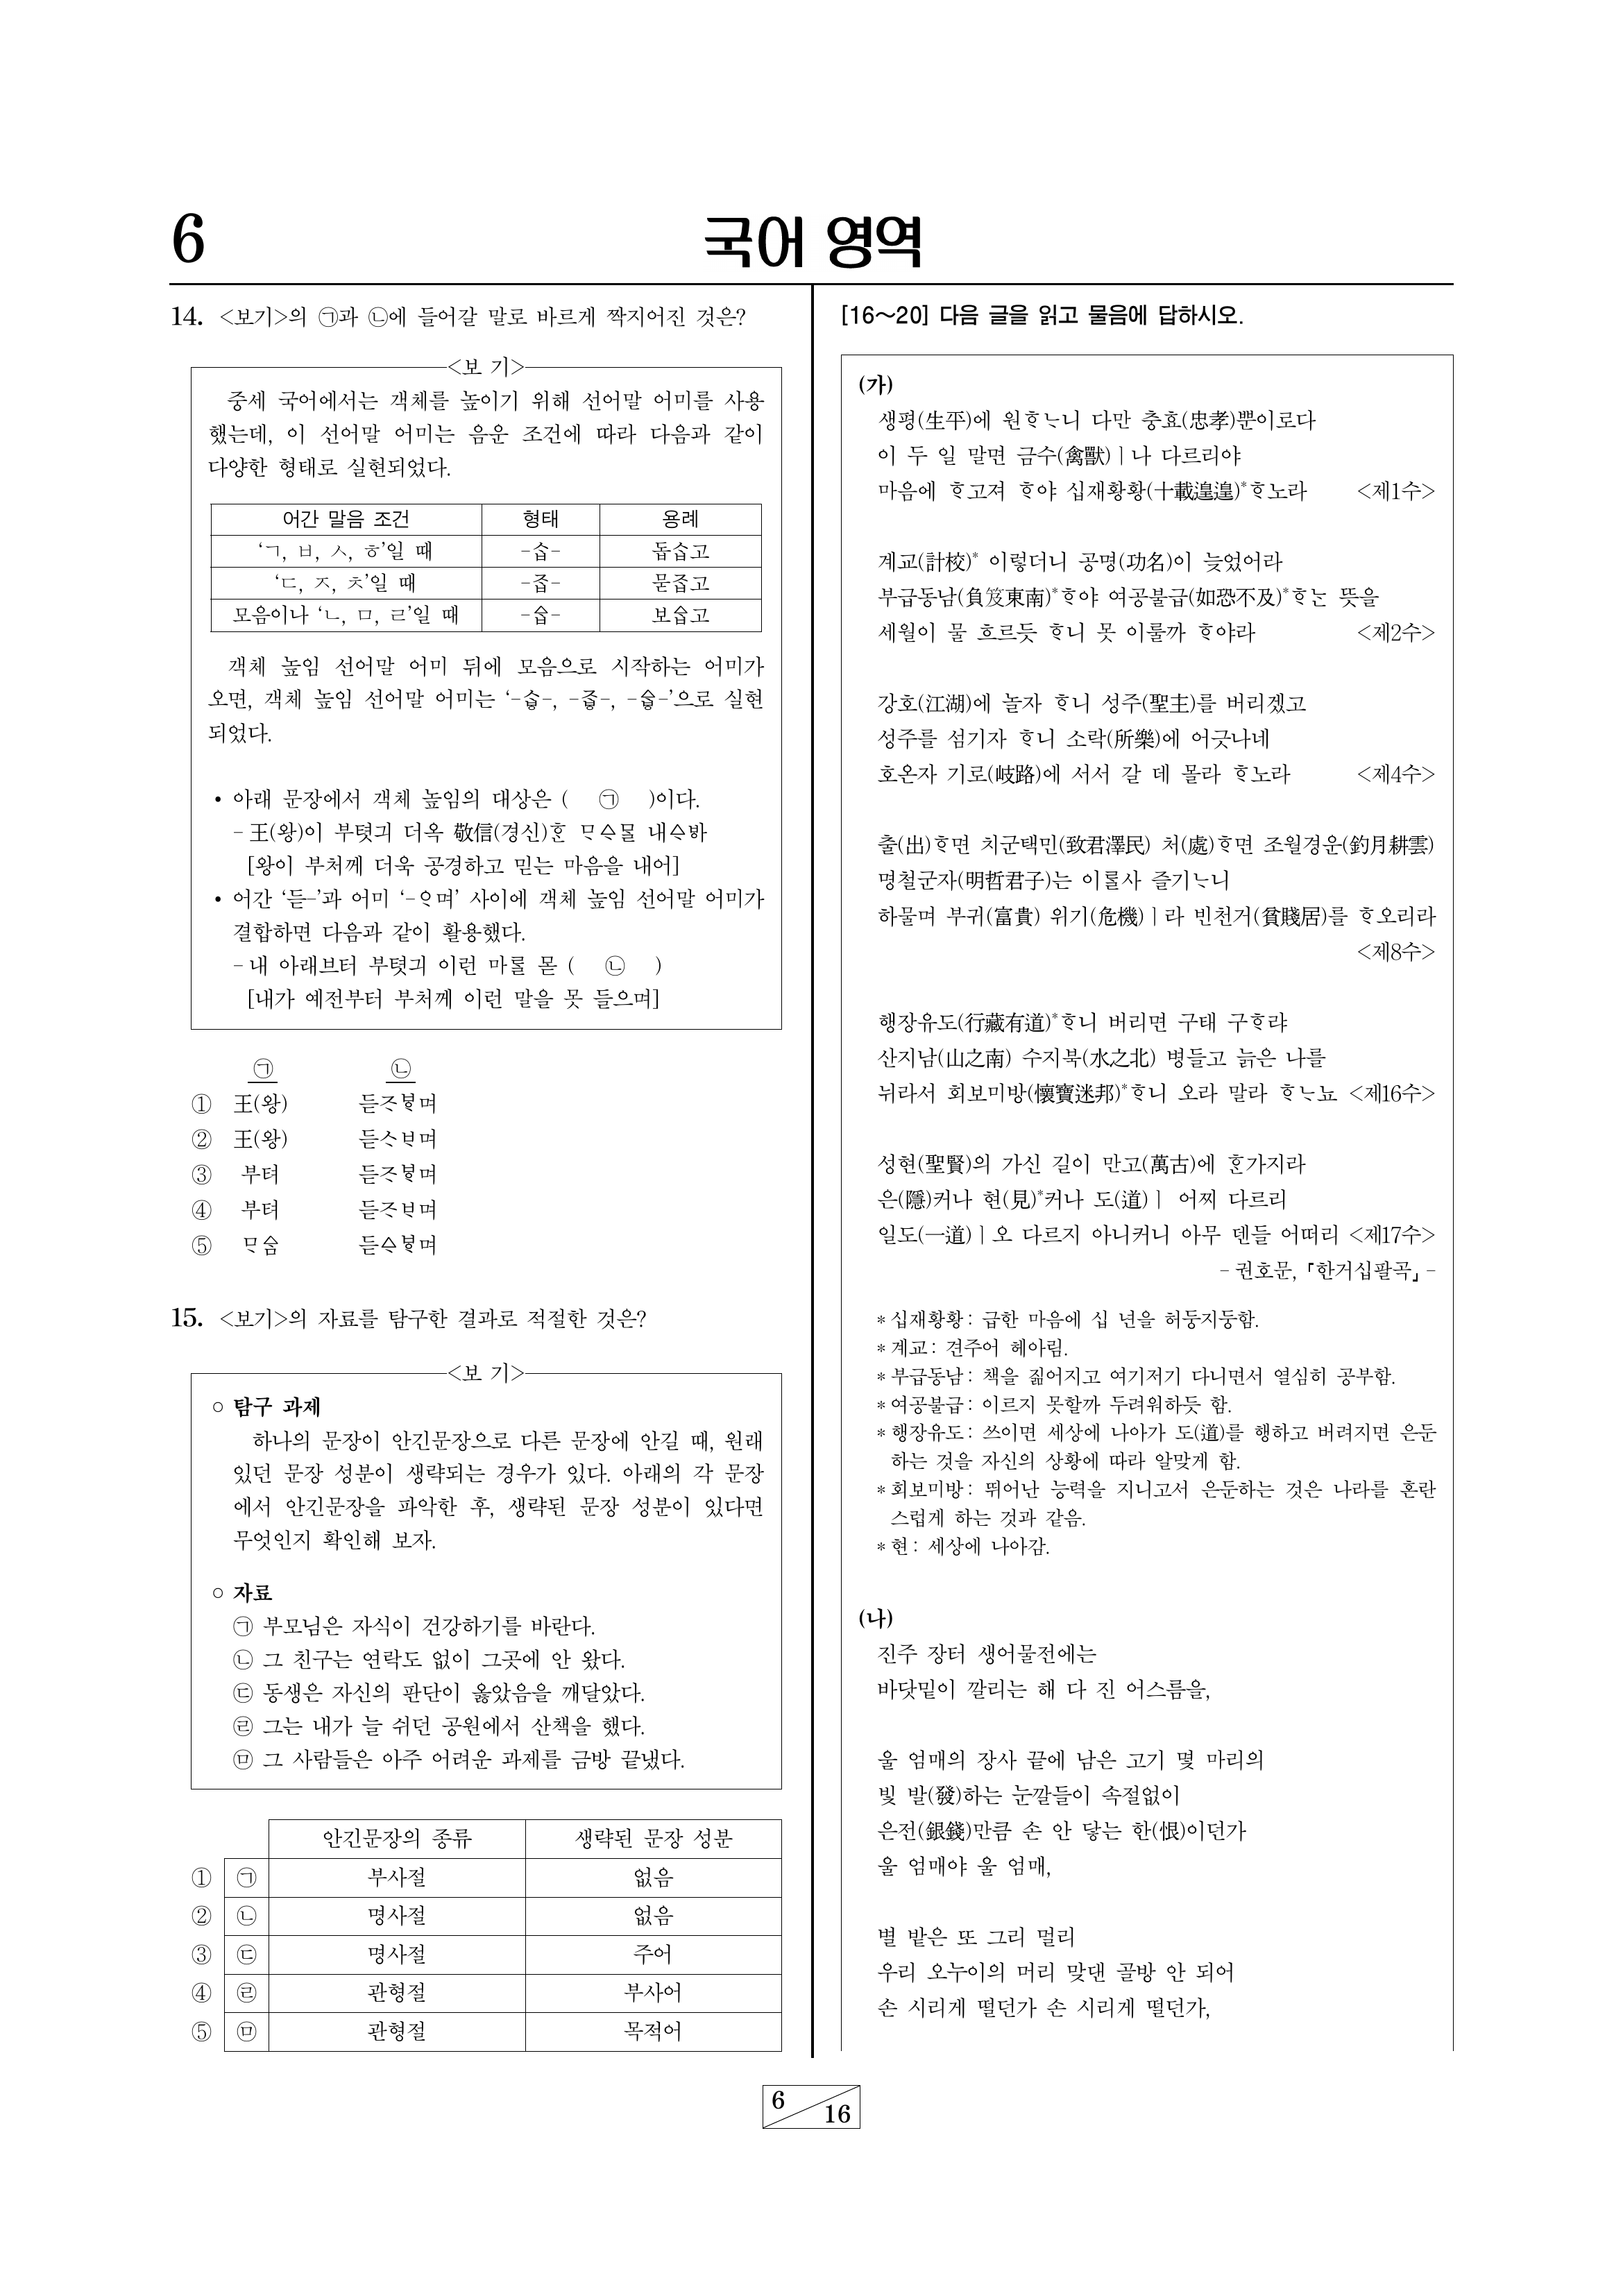 6
국어 영역
14. <보기>의 ㉠과 ㉡에 들어갈 말로 바르게 짝지어진 것은?
<보 기>
중세 국어에서는 객체를 높이기 위해 선어말 어미를 사용
했는데, 이 선어말 어미는 음운 조건에 따라 다음과 같이
다양한 형태로 실현되었다.
어간 말음 조건 형태 용례
‘ㄱ, ㅂ, ㅅ, ㅎ’일 때 -ᄉᆞᆸ- 돕ᄉᆞᆸ고
‘ㄷ, ㅈ, ㅊ’일 때 -ᄌᆞᆸ- 묻ᄌᆞᆸ고
모음이나 ‘ㄴ, ㅁ, ㄹ’일 때 -ᅀᆞᆸ- 보ᅀᆞᆸ고
객체 높임 선어말 어미 뒤에 모음으로 시작하는 어미가
오면, 객체 높임 선어말 어미는 ‘-ᄉᆞᇦ-, -ᄌᆞᇦ-, -ᅀᆞᇦ-’으로 실현
되었다.
• 아래 문장에서 객체 높임의 대상은 ( ㉠ )이다.
- 王(왕)이 부텻긔 더욱 敬信(경신)ᄒᆞᆫ ᄆᆞᅀᆞᄆᆞᆯ 내ᅀᆞᄫᅡ
[왕이 부처께 더욱 공경하고 믿는 마음을 내어]
• 어간 ‘듣-’과 어미 ‘-ᄋᆞ며’ 사이에 객체 높임 선어말 어미가
결합하면 다음과 같이 활용했다.
- 내 아래브터 부텻긔 이런 마ᄅᆞᆯ 몯 ( ㉡ )
[내가 예전부터 부처께 이런 말을 못 들으며]
㉠ ㉡
① 王(왕) 듣ᄌᆞᄫᆞ며
② 王(왕) 듣ᄉᆞᄇᆞ며
③ 부텨 듣ᄌᆞᄫᆞ며
④ 부텨 듣ᄌᆞᄇᆞ며
⑤ ᄆᆞᅀᆞᆷ 듣ᅀᆞᄫᆞ며
15. <보기>의 자료를 탐구한 결과로 적절한 것은?
<보 기>
○ 탐구 과제
하나의 문장이 안긴문장으로 다른 문장에 안길 때, 원래
있던 문장 성분이 생략되는 경우가 있다. 아래의 각 문장
에서 안긴문장을 파악한 후, 생략된 문장 성분이 있다면
무엇인지 확인해 보자.
○ 자료
㉠ 부모님은 자식이 건강하기를 바란다.
㉡ 그 친구는 연락도 없이 그곳에 안 왔다.
㉢ 동생은 자신의 판단이 옳았음을 깨달았다.
㉣ 그는 내가 늘 쉬던 공원에서 산책을 했다.
㉤ 그 사람들은 아주 어려운 과제를 금방 끝냈다.
안긴문장의 종류 생략된 문장 성분
① ㉠ 부사절 없음
② ㉡ 명사절 없음
③ ㉢ 명사절 주어
④ ㉣ 관형절 부사어
⑤ ㉤ 관형절 목적어
[16~20] 다음 글을 읽고 물음에 답하시오.
(가)
생평(生平)에 원ᄒᆞᄂᆞ니 다만 충효(忠孝)뿐이로다
이 두 일 말면 금수(禽獸)ㅣ나 다르리야
마음에 ᄒᆞ고져 ᄒᆞ야 십재황황(十載遑遑)*ᄒᆞ노라 <제1수>
계교(計校)* 이렇더니 공명(功名)이 늦었어라
부급동남(負笈東南)*ᄒᆞ야 여공불급(如恐不及)*ᄒᆞᄂᆞᆫ 뜻을
세월이 물 흐르듯 ᄒᆞ니 못 이룰까 ᄒᆞ야라 <제2수>
강호(江湖)에 놀자 ᄒᆞ니 성주(聖主)를 버리겠고
성주를 섬기자 ᄒᆞ니 소락(所樂)에 어긋나네
호온자 기로(岐路)에 서서 갈 데 몰라 ᄒᆞ노라 <제4수>
출(出)ᄒᆞ면 치군택민(致君澤民) 처(處)ᄒᆞ면 조월경운(釣月耕雲)
명철군자(明哲君子)는 이ᄅᆞᆯ사 즐기ᄂᆞ니
하물며 부귀(富貴) 위기(危機)ㅣ라 빈천거(貧賤居)를 ᄒᆞ오리라
<제8수>
행장유도(行藏有道)*ᄒᆞ니 버리면 구태 구ᄒᆞ랴
산지남(山之南) 수지북(水之北) 병들고 늙은 나를
뉘라서 회보미방(懷寶迷邦)*ᄒᆞ니 오라 말라 ᄒᆞᄂᆞ뇨 <제16수>
성현(聖賢)의 가신 길이 만고(萬古)에 ᄒᆞᆫ가지라
은(隱)커나 현(見)*커나 도(道)ㅣ 어찌 다르리
일도(一道)ㅣ오 다르지 아니커니 아무 덴들 어떠리 <제17수>
- 권호문, 「한거십팔곡」 -
* 십재황황 : 급한 마음에 십 년을 허둥지둥함.
* 계교 : 견주어 헤아림.
* 부급동남 : 책을 짊어지고 여기저기 다니면서 열심히 공부함.
* 여공불급 : 이르지 못할까 두려워하듯 함.
* 행장유도 : 쓰이면 세상에 나아가 도(道)를 행하고 버려지면 은둔
하는 것을 자신의 상황에 따라 알맞게 함.
* 회보미방 : 뛰어난 능력을 지니고서 은둔하는 것은 나라를 혼란
스럽게 하는 것과 같음.
* 현 : 세상에 나아감.
(나)
진주 장터 생어물전에는
바닷밑이 깔리는 해 다 진 어스름을,
울 엄매의 장사 끝에 남은 고기 몇 마리의
빛 발(發)하는 눈깔들이 속절없이
은전(銀錢)만큼 손 안 닿는 한(恨)이던가
울 엄매야 울 엄매,
별 밭은 또 그리 멀리
우리 오누이의 머리 맞댄 골방 안 되어
손 시리게 떨던가 손 시리게 떨던가,
6
16